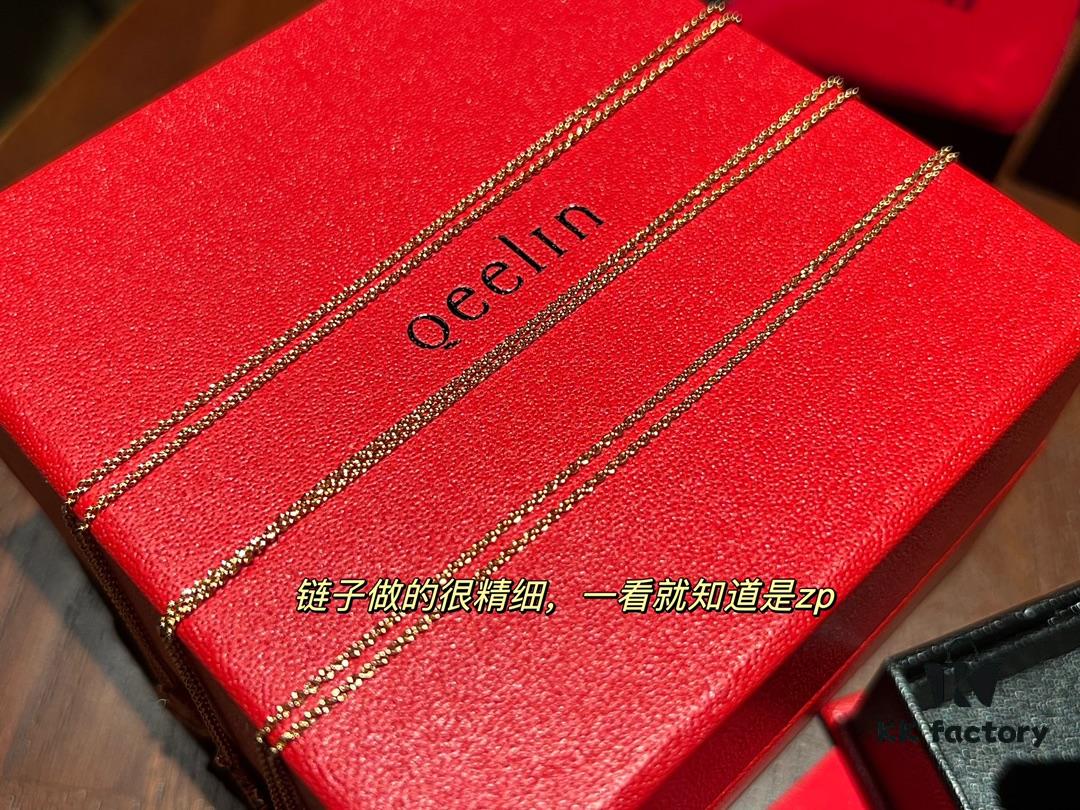 Qeelin
链子做的很精细，一看就知道是zp
KK factory